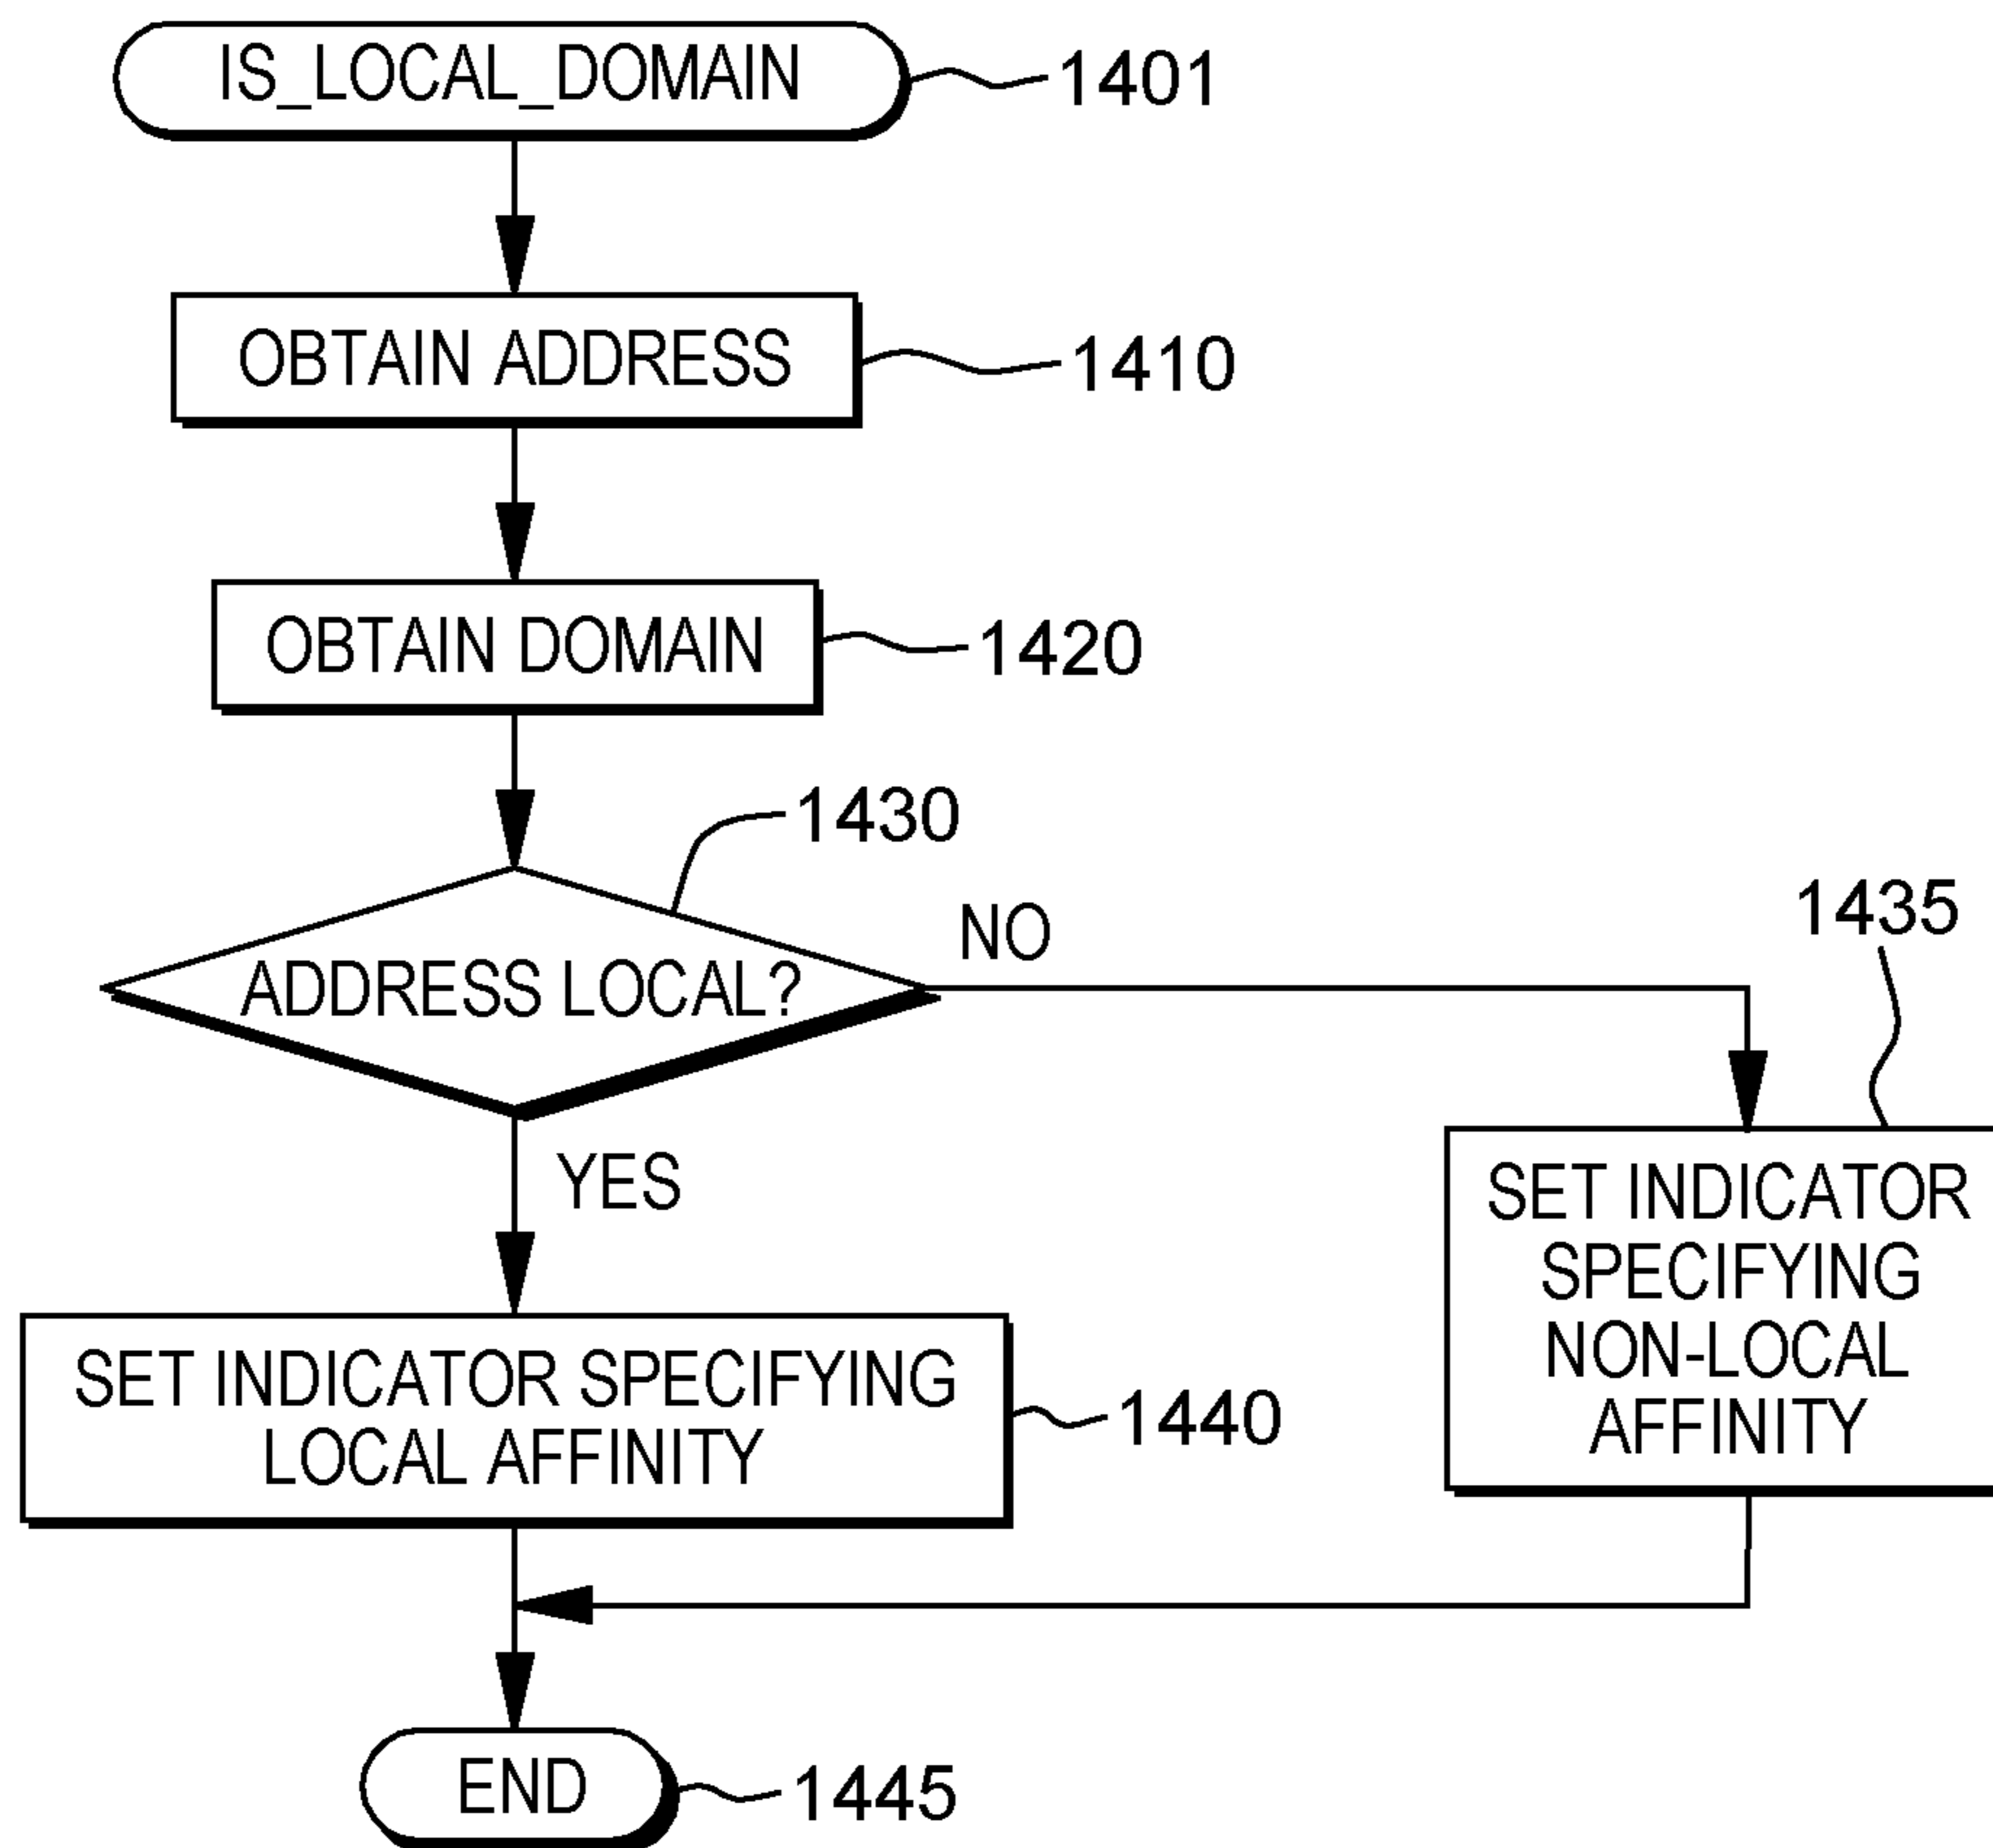 IS_LOCAL_DOMAIN
1401
OBTAIN ADDRESS
1410
OBTAIN DOMAIN
1420
1430
ADDRESS LOCAL?
NO
1435
SET INDICATOR
SPECIFYING
NON-LOCAL
AFFINITY
YES
SET INDICATOR SPECIFYING
LOCAL AFFINITY
1440
END
1445